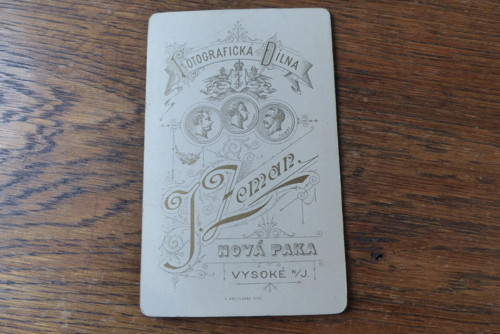 FOTOGRAFICKÁ DÍLNA
J. Zeman.
NOVÁ PAKA
VYSOKÉ n/J.